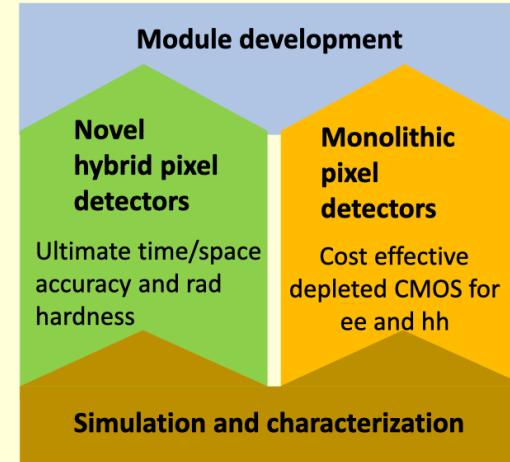 Module development
Novel
hybrid pixel
detectors
Ultimate time/space
accuracy and rad
hardness
Monolithic
pixel
detectors
Cost effective
depleted CMOS for
ee and hh
Simulation and characterization